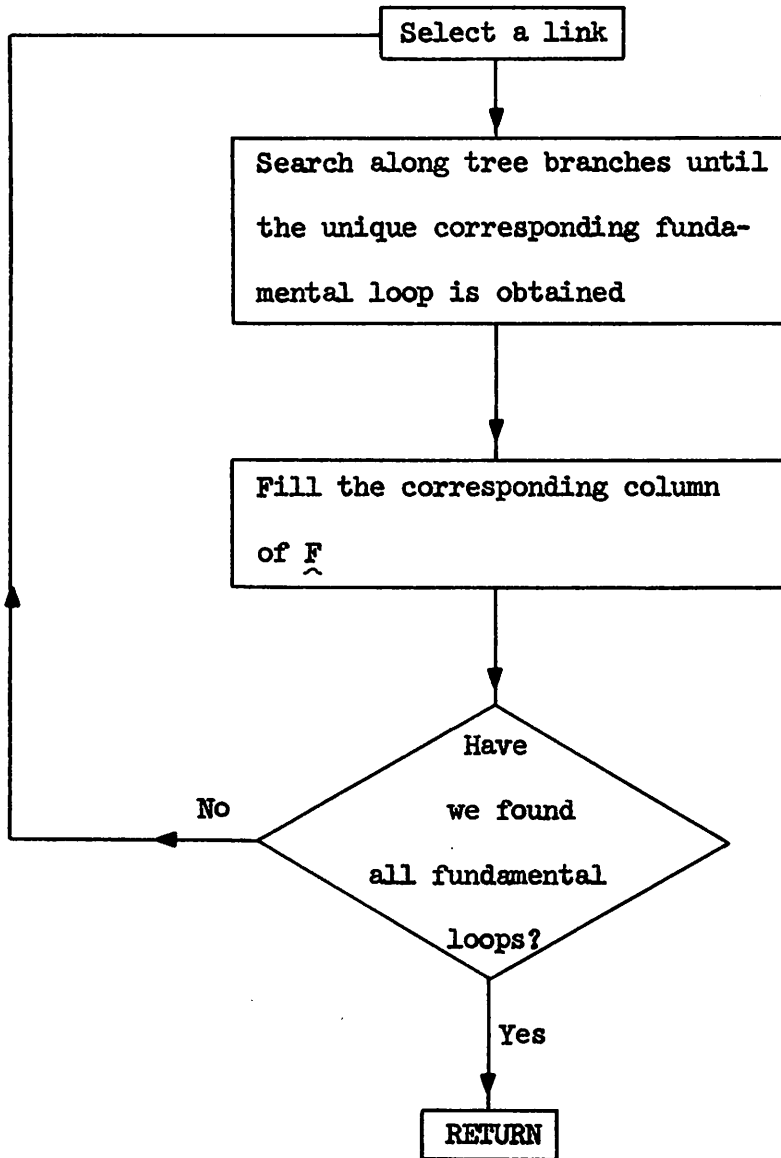 Select a link
Search along tree branches until
the unique corresponding funda-
mental loop is obtained
Fill the corresponding column
of F
Have
we found
all fundamental
loops?
No
Yes
RETURN